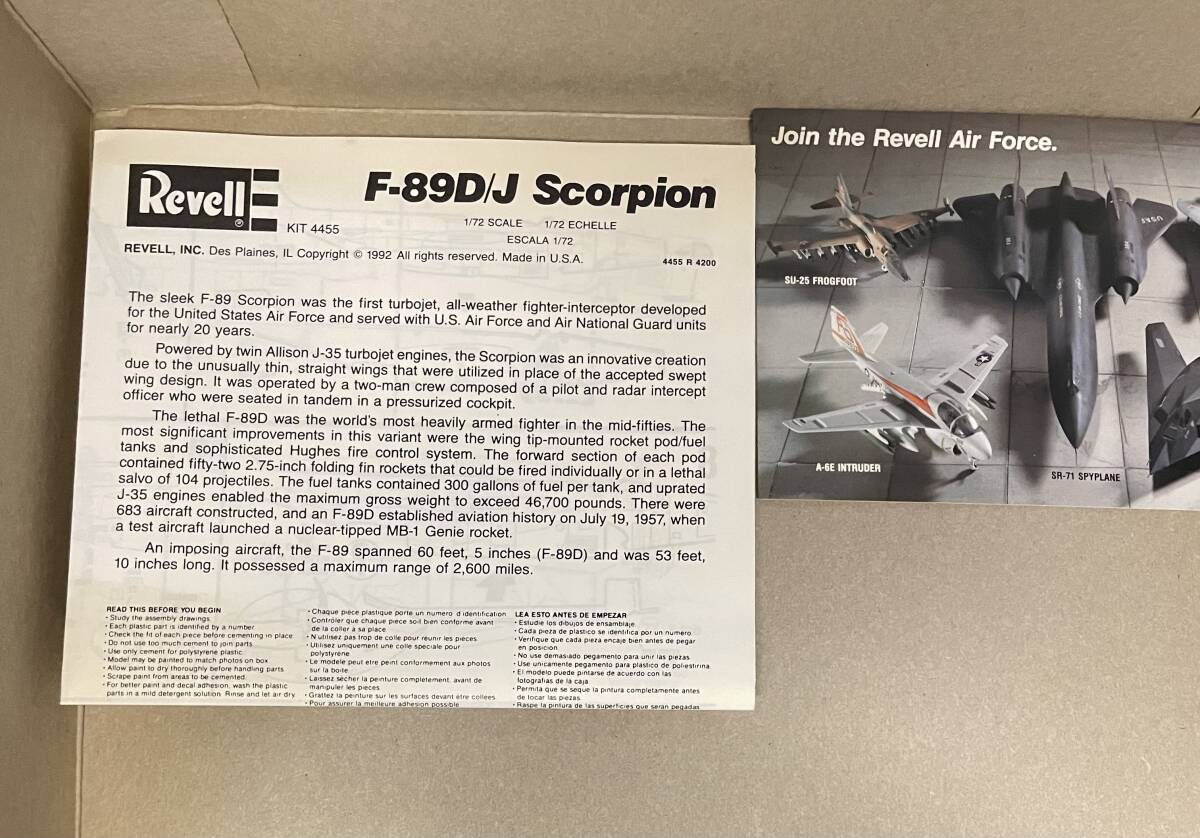 Revell
®
KIT 4455
F-89D/J Scorpion
1/72 SCALE 1/72 ECHELLE
ESCALA 1/72
REVELL, INC. Des Plaines, IL Copyright © 1992 All rights reserved. Made in U.S.A.
4455 R 4200
The sleek F-89 Scorpion was the first turbojet, all-weather fighter-interceptor developed
for the United States Air Force and served with U.S. Air Force and Air National Guard units
for nearly 20 years.
Powered by twin Allison J-35 turbojet engines, the Scorpion was an innovative creation
due to the unusually thin, straight wings that were utilized in place of the accepted swept
wing design. It was operated by a two-man crew composed of a pilot and radar intercept
officer who were seated in tandem in a pressurized cockpit.
The lethal F-89D was the world's most heavily armed fighter in the mid-fifties. The
most significant improvements in this variant were the wing tip-mounted rocket pod/fuel
tanks and sophisticated Hughes fire control system. The forward section of each pod
contained fifty-two 2.75-inch folding fin rockets that could be fired individually or in a lethal
salvo of 104 projectiles. The fuel tanks contained 300 gallons of fuel per tank, and uprated
J-35 engines enabled the maximum gross weight to exceed 46,700 pounds. There were
683 aircraft constructed, and an F-89D established aviation history on July 19, 1957, when
a test aircraft launched a nuclear-tipped MB-1 Genie rocket.
An imposing aircraft, the F-89 spanned 60 feet, 5 inches (F-89D) and was 53 feet,
10 inches long. It possessed a maximum range of 2,600 miles.
READ THIS BEFORE YOU BEGIN
• Study the assembly drawings.
• Each plastic part is identified by a number.
• Check the fit of each piece before cementing in place
• Do not use too much cement to join parts.
• Use only cement for polystyrene plastic.
• Model may be painted to match photos on box
• Allow paint to dry thoroughly before handling parts
• Scrape paint from areas to be cemented.
• For better paint and decal adhesion, wash the plastic
parts in a mild detergent solution. Rinse and let air dry
• Chaque pièce plastique porte un numero d'identification
• Contrôler que chaque piece soit bien conforme avant
de la coller a sa place
• N'utilisez pas trop de colle pour reunir les pieces
• Utilisez uniquement une colle speciale pour
polystyrene
• Le modele peut etre peint conformement aux photos
sur la boite
• Laissez sécher la peinture completement, avant de
manipuler les pieces
• Grattez la peinture sur les surfaces devant etre collees
• Pour assurer la meilleure adhesion possible
LEA ESTO ANTES DE EMPEZAR
• Estudie los dibujos de ensamblaje.
• Cada pieza de plastico se identifica por un numero.
• Verifique que cada pieza encaje bien antes de pegar
en posicion.
• No use demasiado pegamento para unir las piezas
• Use unicamente pegamento para plastico de poliestirina.
• El modelo puede pintarse de acuerdo con las
fotografias de la caja
• Permita que se seque la pintura completamente antes
de tocar las piezas.
• Raspe la pintura de las superficies que seran pegadas
Join the Revell Air Force.
SU-25 FROGFOOT
A-6E INTRUDER
SR-71 SPYPLANE